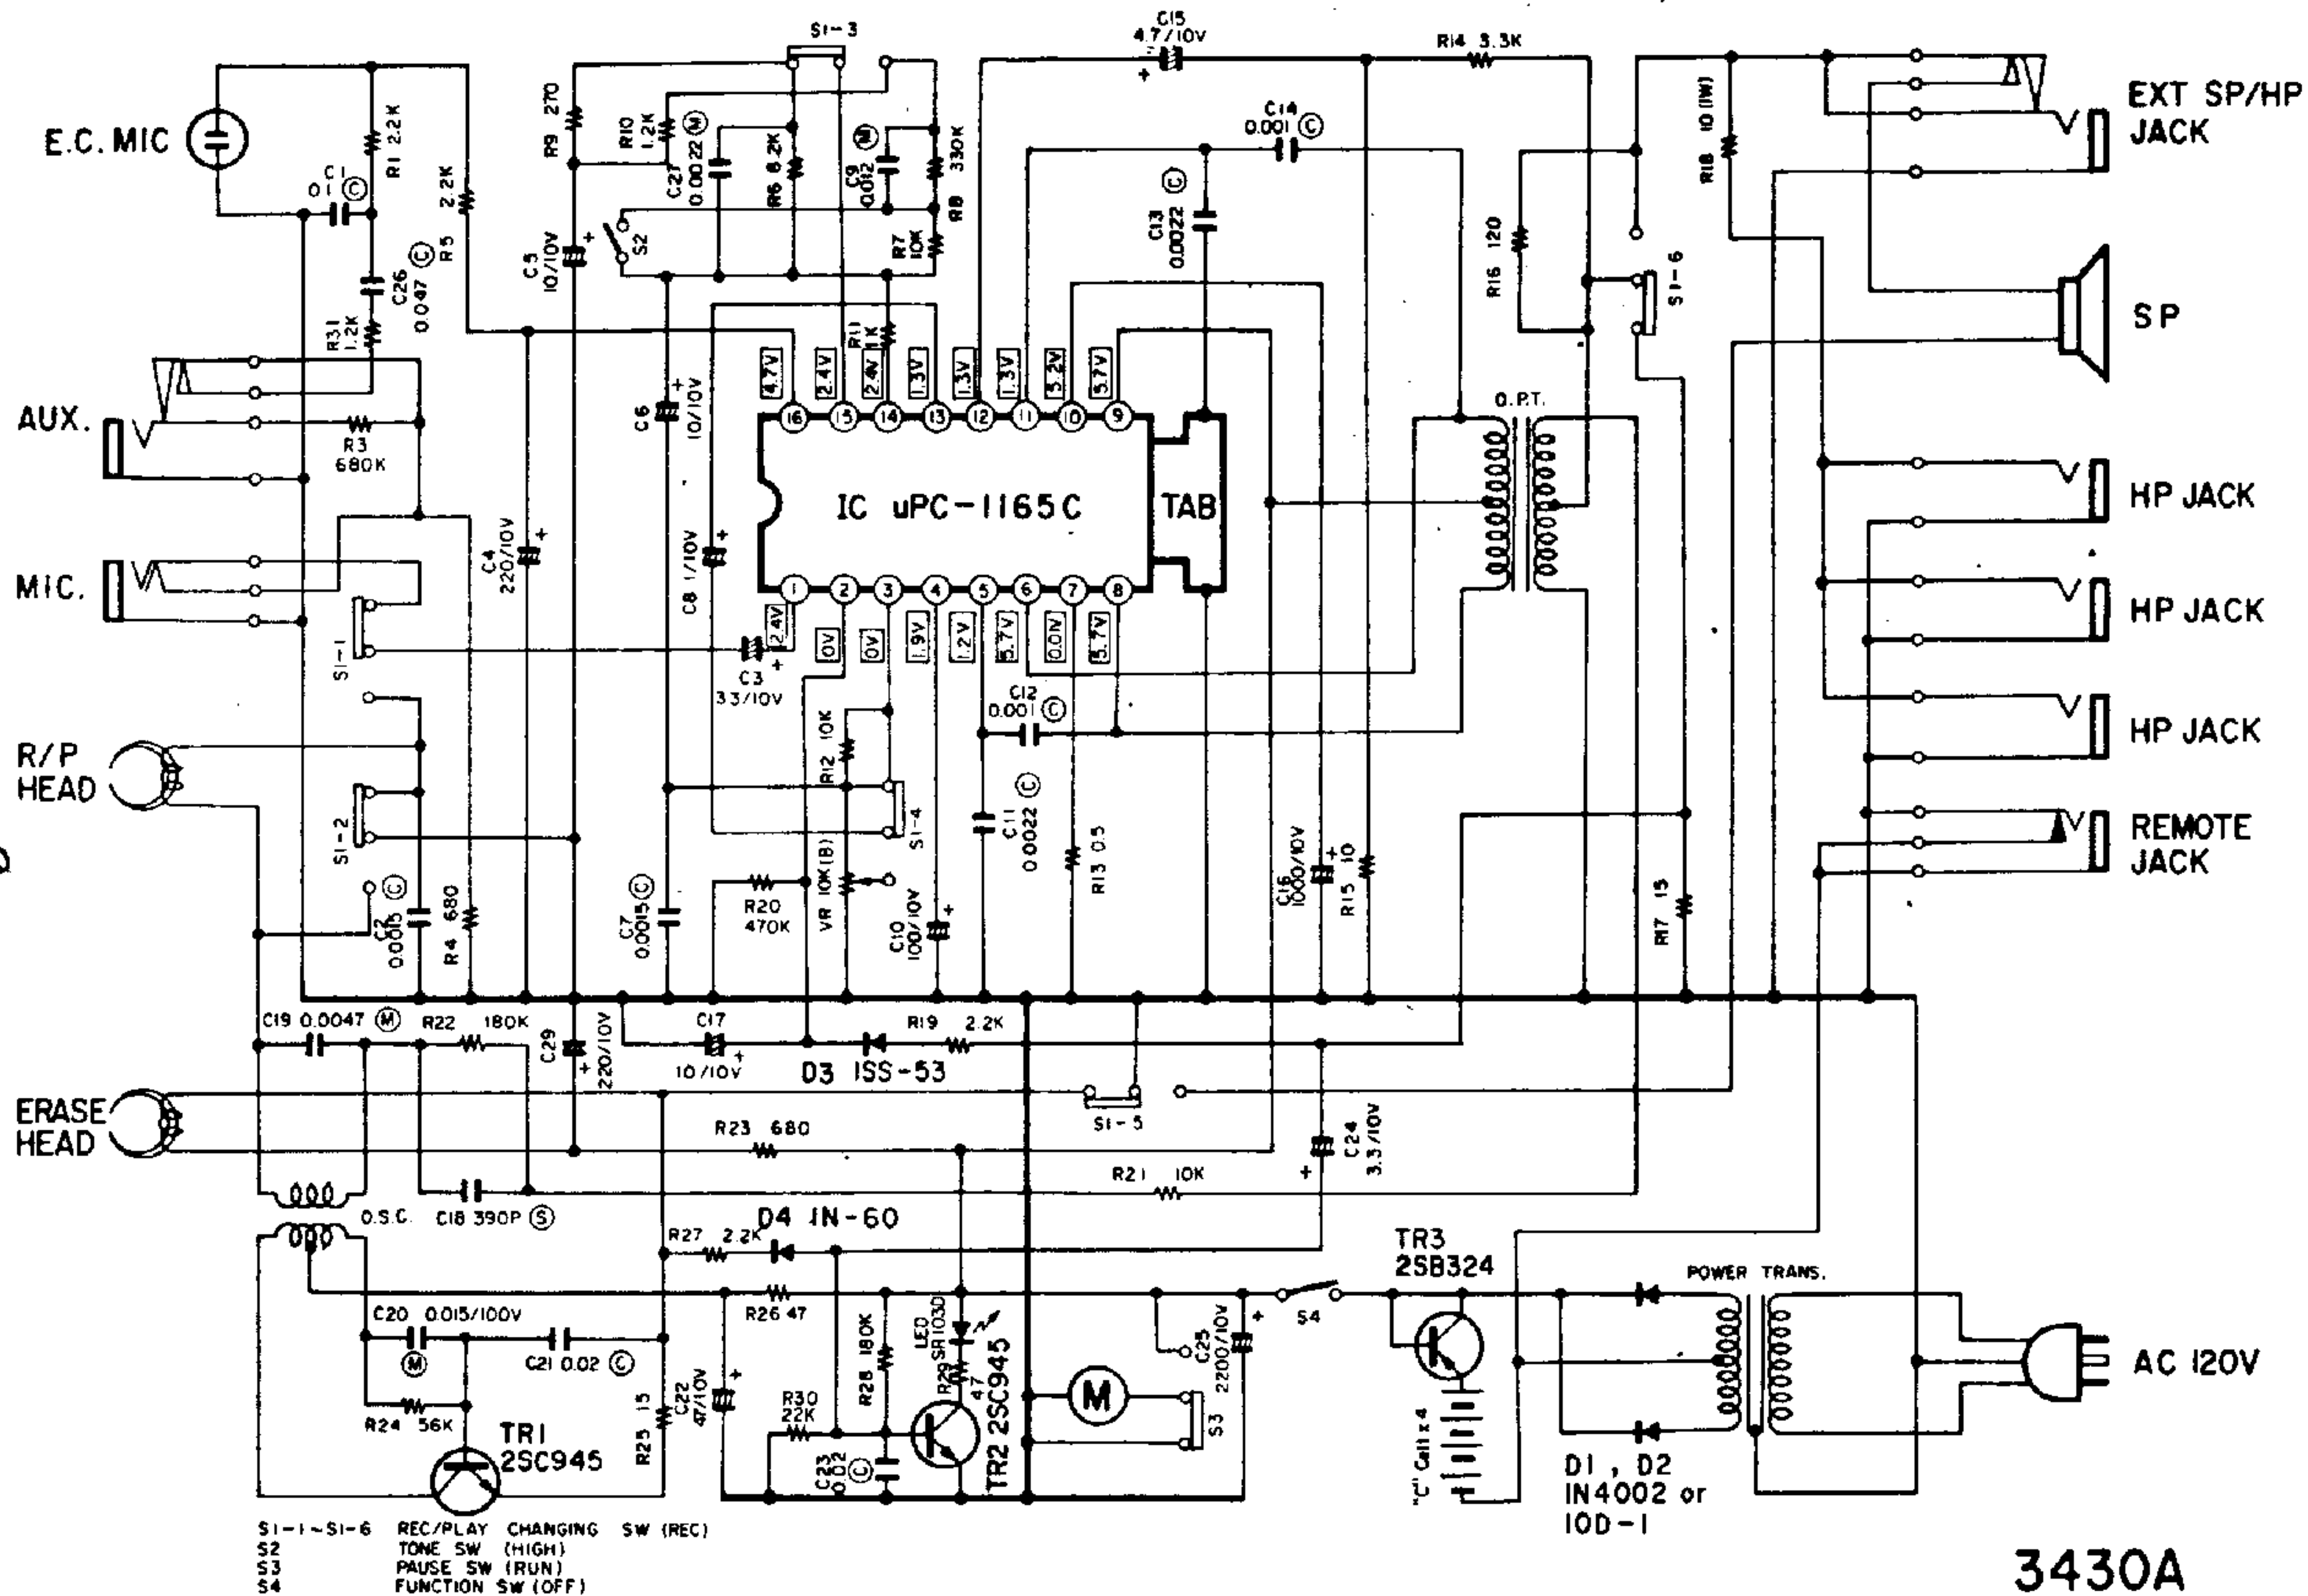 S1-3
C15
4.7/10V
R14 3.3K
E.C. MIC
C1
0.1 C
R1 2.2K
2.2K
R5
C26
0.047 C
R31
1.2K
R9 270
R10
1.2K
C27
0.0022 M
R6 8.2K
C9
0.012 M
330K
R8
R7
10K
S2
C5
10/10V
C14
0.001 C
C13
0.0022 C
R16 120
S1-6
R18 10(1W)
EXT SP/HP
JACK
SP
AUX.
R3
680K
MIC.
S1-1
C4
220/10V
C6
10/10V
C8 1/10V
R11
1K
4.7V
2.4V
2.4V
1.3V
1.3V
1.3V
5.2V
5.7V
16 15 14 13 12 11 10 9
IC uPC-1165C
TAB
1 2 3 4 5 6 7 8
2.4V
0V
0V
1.9V
1.2V
5.7V
0.01V
5.7V
O.P.T.
HP JACK
HP JACK
HP JACK
REMOTE
JACK
C3
33/10V
C12
0.001 C
R12 10K
S1-4
VR 10K(B)
R20
470K
C7
0.0015 C
C10
100/10V
C11
0.0022 C
R13 0.5
C16
1000/10V
R15 10
R17 15
R/P
HEAD
S1-2
C2
0.0015 C
R4 680
C19 0.0047 M
R22 180K
C29
220/10V
C17
10/10V
D3 1SS-53
R19 2.2K
S1-5
ERASE
HEAD
R23 680
R21 10K
C24
3.3/10V
O.S.C.
C18 390P S
D4 IN-60
R27 2.2K
R26 47
C20 0.015/100V
M
C21 0.02 C
R24 56K
TR1
2SC945
R25 15
C22
47/10V
R30
22K
R28 180K
C23
0.02 C
LED
SR103D
R29
47
TR2 2SC945
M
S3
C25
2200/10V
S4
TR3
2SB324
"C" Cell x 4
POWER TRANS.
D1 , D2
IN4002 or
10D-1
AC 120V
S1-1~S1-6 REC/PLAY CHANGING SW (REC)
S2 TONE SW (HIGH)
S3 PAUSE SW (RUN)
S4 FUNCTION SW (OFF)
3430A